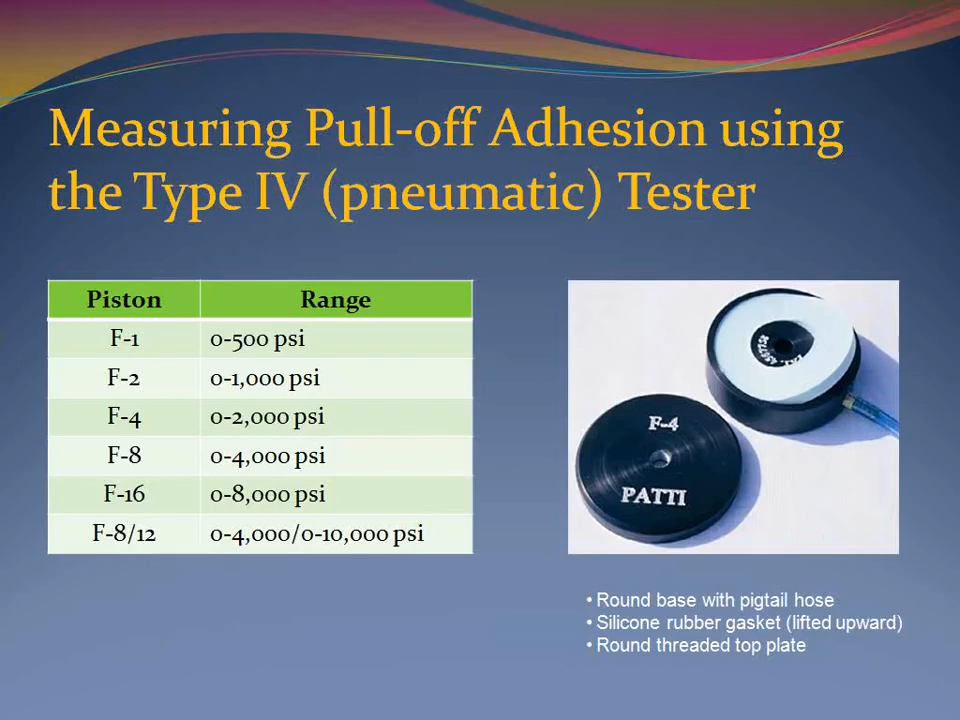 Measuring Pull-off Adhesion using
the Type IV (pneumatic) Tester
Piston Range
F-1 0-500 psi
F-2 0-1,000 psi
F-4 0-2,000 psi
F-8 0-4,000 psi
F-16 0-8,000 psi
F-8/12 0-4,000/0-10,000 psi
F-4
PATTI
• Round base with pigtail hose
• Silicone rubber gasket (lifted upward)
• Round threaded top plate